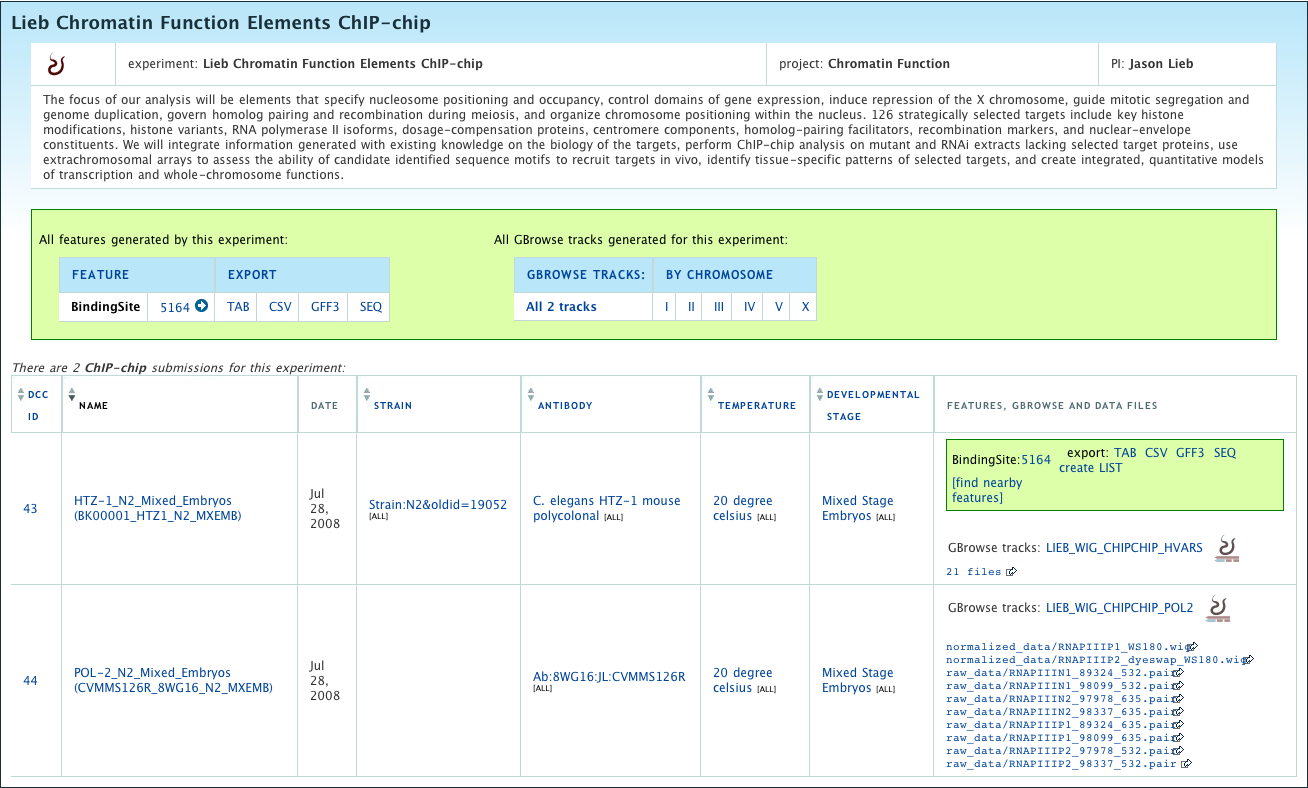 Lieb Chromatin Function Elements ChIP-chip
experiment: Lieb Chromatin Function Elements ChIP-chip project: Chromatin Function PI: Jason Lieb
The focus of our analysis will be elements that specify nucleosome positioning and occupancy, control domains of gene expression, induce repression of the X chromosome, guide mitotic segregation and
genome duplication, govern homolog pairing and recombination during meiosis, and organize chromosome positioning within the nucleus. 126 strategically selected targets include key histone
modifications, histone variants, RNA polymerase II isoforms, dosage-compensation proteins, centromere components, homolog-pairing facilitators, recombination markers, and nuclear-envelope
constituents. We will integrate information generated with existing knowledge on the biology of the targets, perform ChIP-chip analysis on mutant and RNAi extracts lacking selected target proteins, use
extrachromosomal arrays to assess the ability of candidate identified sequence motifs to recruit targets in vivo, identify tissue-specific patterns of selected targets, and create integrated, quantitative models
of transcription and whole-chromosome functions.
All features generated by this experiment:
FEATURE EXPORT
BindingSite 5164 TAB CSV GFF3 SEQ
All GBrowse tracks generated for this experiment:
GBROWSE TRACKS: BY CHROMOSOME
All 2 tracks I II III IV V X
There are 2 ChIP-chip submissions for this experiment:
DCC
ID
NAME
DATE
STRAIN
ANTIBODY
TEMPERATURE
DEVELOPMENTAL
STAGE
FEATURES, GBROWSE AND DATA FILES
43
HTZ-1_N2_Mixed_Embryos
(BK00001_HTZ1_N2_MXEMB)
Jul
28,
2008
Strain:N2&oldid=19052
[ALL]
C. elegans HTZ-1 mouse
polycolonal [ALL]
20 degree
celsius [ALL]
Mixed Stage
Embryos [ALL]
BindingSite:5164 export: TAB CSV GFF3 SEQ
create LIST
[find nearby
features]
GBrowse tracks: LIEB_WIG_CHIPCHIP_HVARS
21 files
44
POL-2_N2_Mixed_Embryos
(CVMMS126R_8WG16_N2_MXEMB)
Jul
28,
2008
Ab:8WG16:JL:CVMMS126R
[ALL]
20 degree
celsius [ALL]
Mixed Stage
Embryos [ALL]
GBrowse tracks: LIEB_WIG_CHIPCHIP_POL2
normalized_data/RNAPIIIP1_WS180.wig
normalized_data/RNAPIIIP2_dyeswap_WS180.wig
raw_data/RNAPIIIN1_89324_532.pair
raw_data/RNAPIIIN1_98099_532.pair
raw_data/RNAPIIIN2_97978_635.pair
raw_data/RNAPIIIN2_98337_635.pair
raw_data/RNAPIIIP1_89324_635.pair
raw_data/RNAPIIIP1_98099_635.pair
raw_data/RNAPIIIP2_97978_532.pair
raw_data/RNAPIIIP2_98337_532.pair